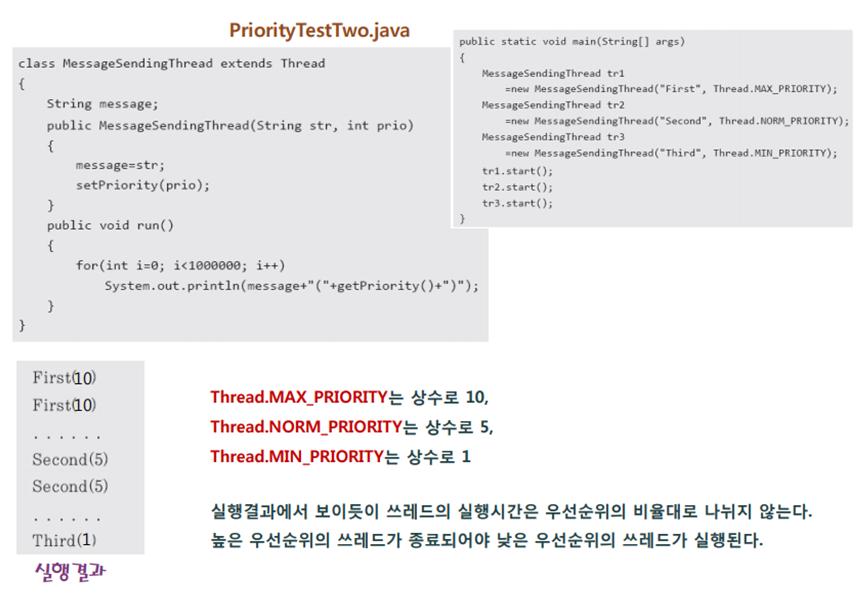 PriorityTestTwo.java
class MessageSendingThread extends Thread
{
String message;
public MessageSendingThread(String str, int prio)
{
message=str;
setPriority(prio);
}
public void run()
{
for(int i=0; i<1000000; i++)
System.out.println(message+"("+getPriority()+")");
}
}
public static void main(String[] args)
{
MessageSendingThread tr1
=new MessageSendingThread("First", Thread.MAX_PRIORITY);
MessageSendingThread tr2
=new MessageSendingThread("Second", Thread.NORM_PRIORITY);
MessageSendingThread tr3
=new MessageSendingThread("Third", Thread.MIN_PRIORITY);
tr1.start();
tr2.start();
tr3.start();
}
First(10)
First(10)
. . . . . .
Second(5)
Second(5)
. . . . . .
Third(1)
실행결과
Thread.MAX_PRIORITY는 상수로 10,
Thread.NORM_PRIORITY는 상수로 5,
Thread.MIN_PRIORITY는 상수로 1
실행결과에서 보이듯이 쓰레드의 실행시간은 우선순위의 비율대로 나뉘지 않는다.
높은 우선순위의 쓰레드가 종료되어야 낮은 우선순위의 쓰레드가 실행된다.